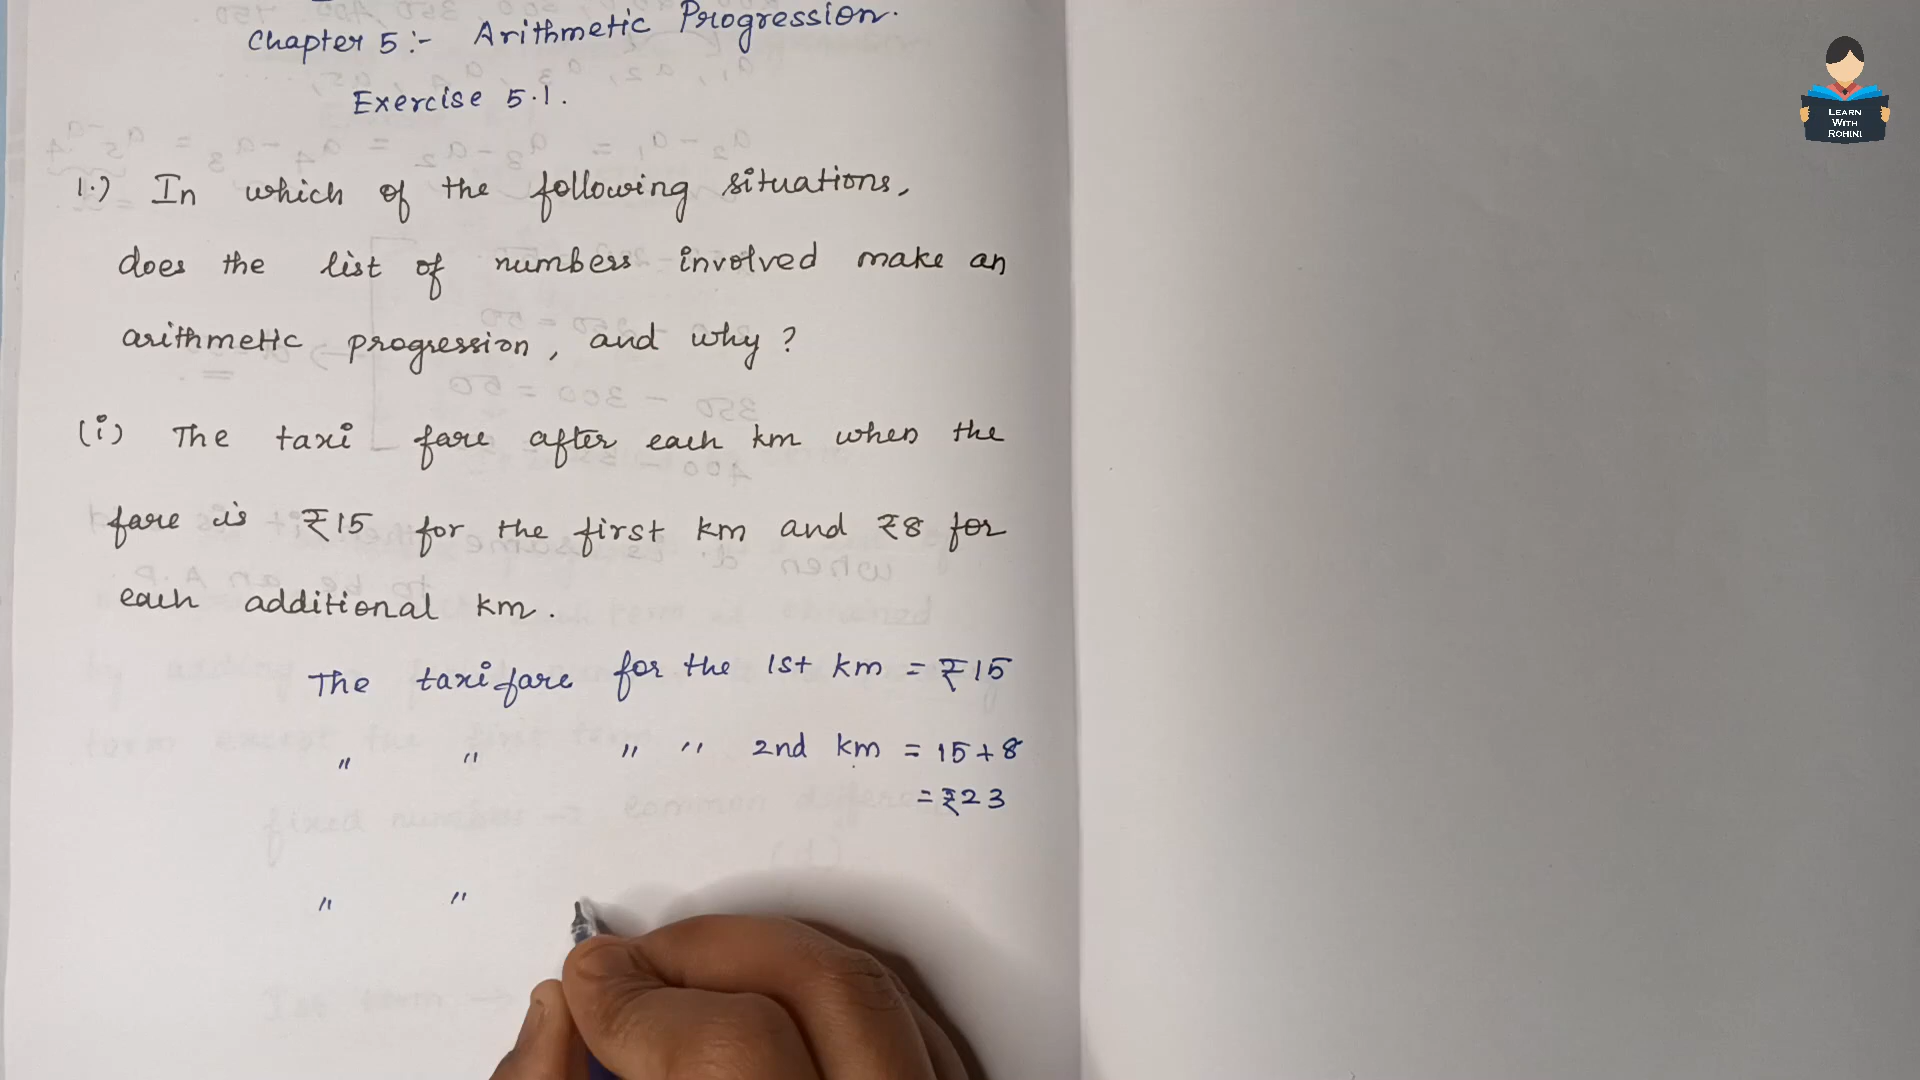 Chapter 5:- Arithmetic Progression.
Exercise 5.1.
1.) In which of the following situations,
does the list of numbers involved make an
arithmetic progression, and why?
(i) The taxi fare after each km when the
fare is ₹15 for the first km and ₹8 for
each additional km.
The taxi fare for the 1st km = ₹15
" " " " 2nd km = 15+8
= ₹23
" "
LEARN
WITH
ROHINI